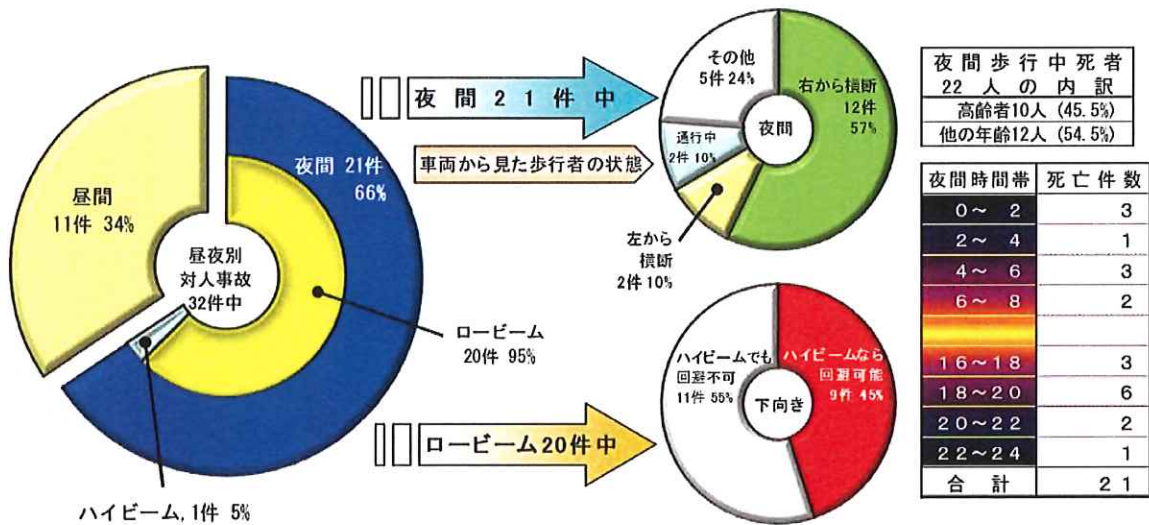 昼間
11件 34%
夜間 21件
66%
昼夜別
対人事故
32件中
ロービーム
20件 95%
ハイビーム, 1件 5%
夜間21件中
車両から見た歩行者の状態
ロービーム20件中
その他
5件 24%
右から横断
12件
57%
通行中
2件 10%
夜間
左から
横断
2件 10%
ハイビームでも
回避不可
11件 55%
ハイビームなら
回避可能
9件 45%
下向き
夜間歩行中死者
22人の内訳
高齢者10人 (45.5%)
他の年齢12人 (54.5%)
夜間時間帯 死亡件数
0～ 2 3
2～ 4 1
4～ 6 3
6～ 8 2
16～18 3
18～20 6
20～22 2
22～24 1
合計 21